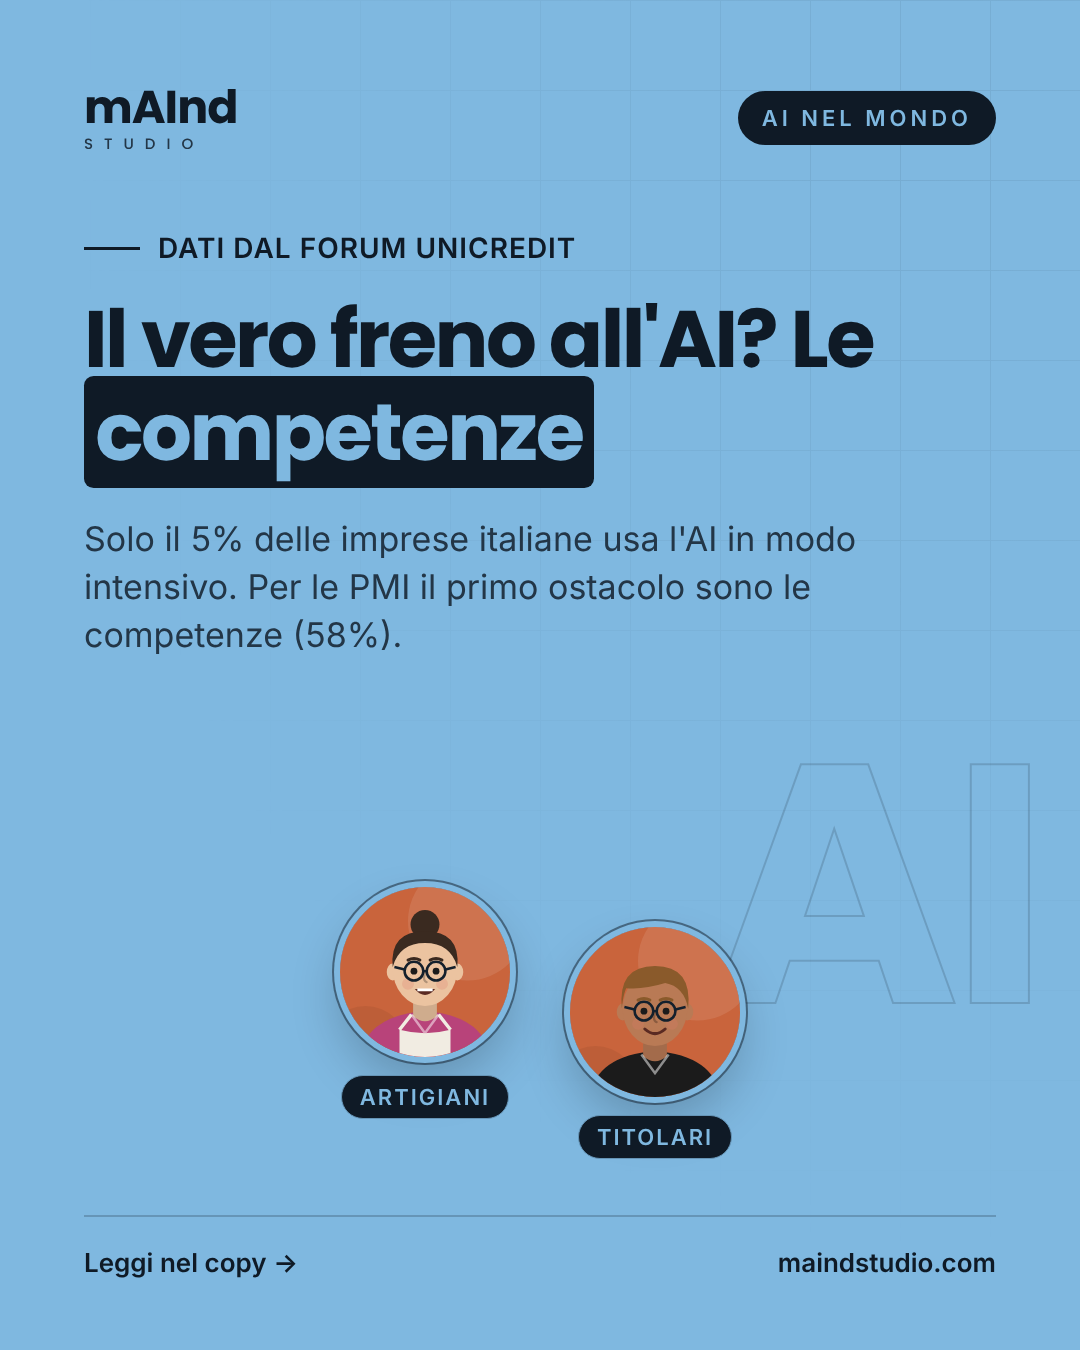 mAInd
STUDIO
AI NEL MONDO
DATI DAL FORUM UNICREDIT
Il vero freno all'AI? Le
competenze
Solo il 5% delle imprese italiane usa l'AI in modo
intensivo. Per le PMI il primo ostacolo sono le
competenze (58%).
AI
ARTIGIANI
TITOLARI
Leggi nel copy →
maindstudio.com